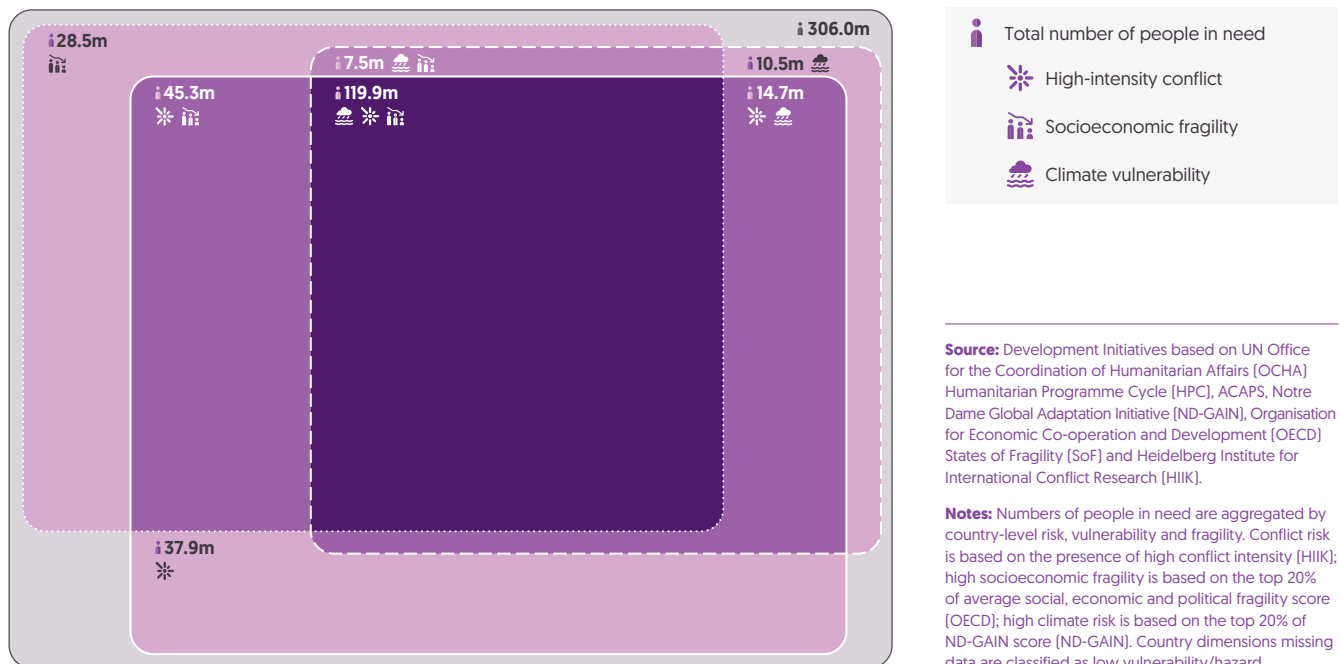 306.0m
28.5m
7.5m
10.5m
45.3m
119.9m
14.7m
37.9m
Total number of people in need
High-intensity conflict
Socioeconomic fragility
Climate vulnerability
Source: Development Initiatives based on UN Office
for the Coordination of Humanitarian Affairs (OCHA)
Humanitarian Programme Cycle (HPC), ACAPS, Notre
Dame Global Adaptation Initiative (ND-GAIN), Organisation
for Economic Co-operation and Development (OECD)
States of Fragility (SoF) and Heidelberg Institute for
International Conflict Research (HIIK).
Notes: Numbers of people in need are aggregated by
country-level risk, vulnerability and fragility. Conflict risk
is based on the presence of high conflict intensity (HIIK);
high socioeconomic fragility is based on the top 20%
of average social, economic and political fragility score
(OECD); high climate risk is based on the top 20% of
ND-GAIN score (ND-GAIN). Country dimensions missing
data are classified as low vulnerability/hazard